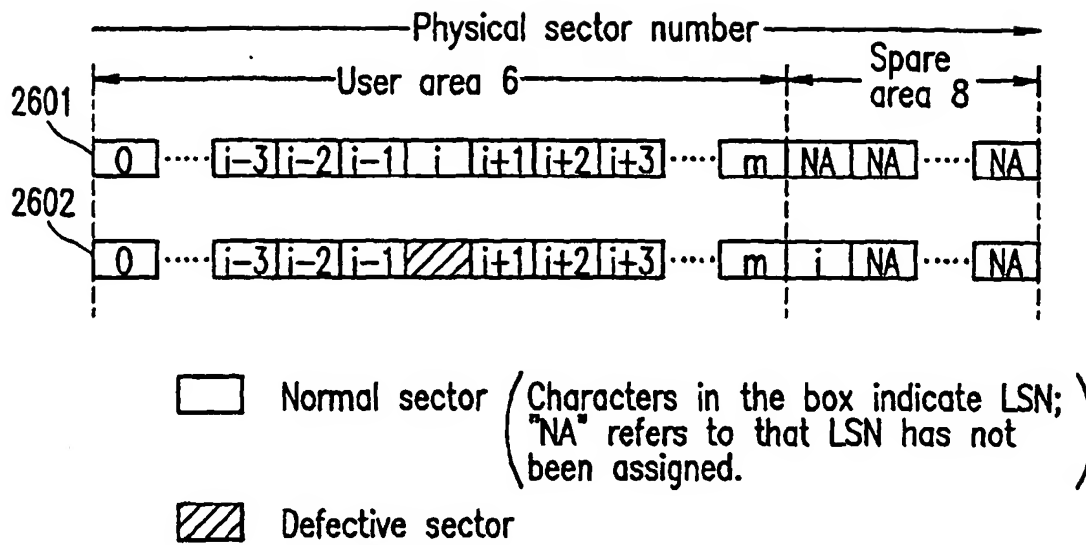 Physical sector number
User area 6
Spare
area 8
2601
0 ..... i-3 i-2 i-1 i i+1 i+2 i+3 ..... m NA NA ..... NA
2602
0 ..... i-3 i-2 i-1 i+1 i+2 i+3 ..... m i NA ..... NA
Normal sector (Characters in the box indicate LSN;
"NA" refers to that LSN has not
been assigned.)
Defective sector